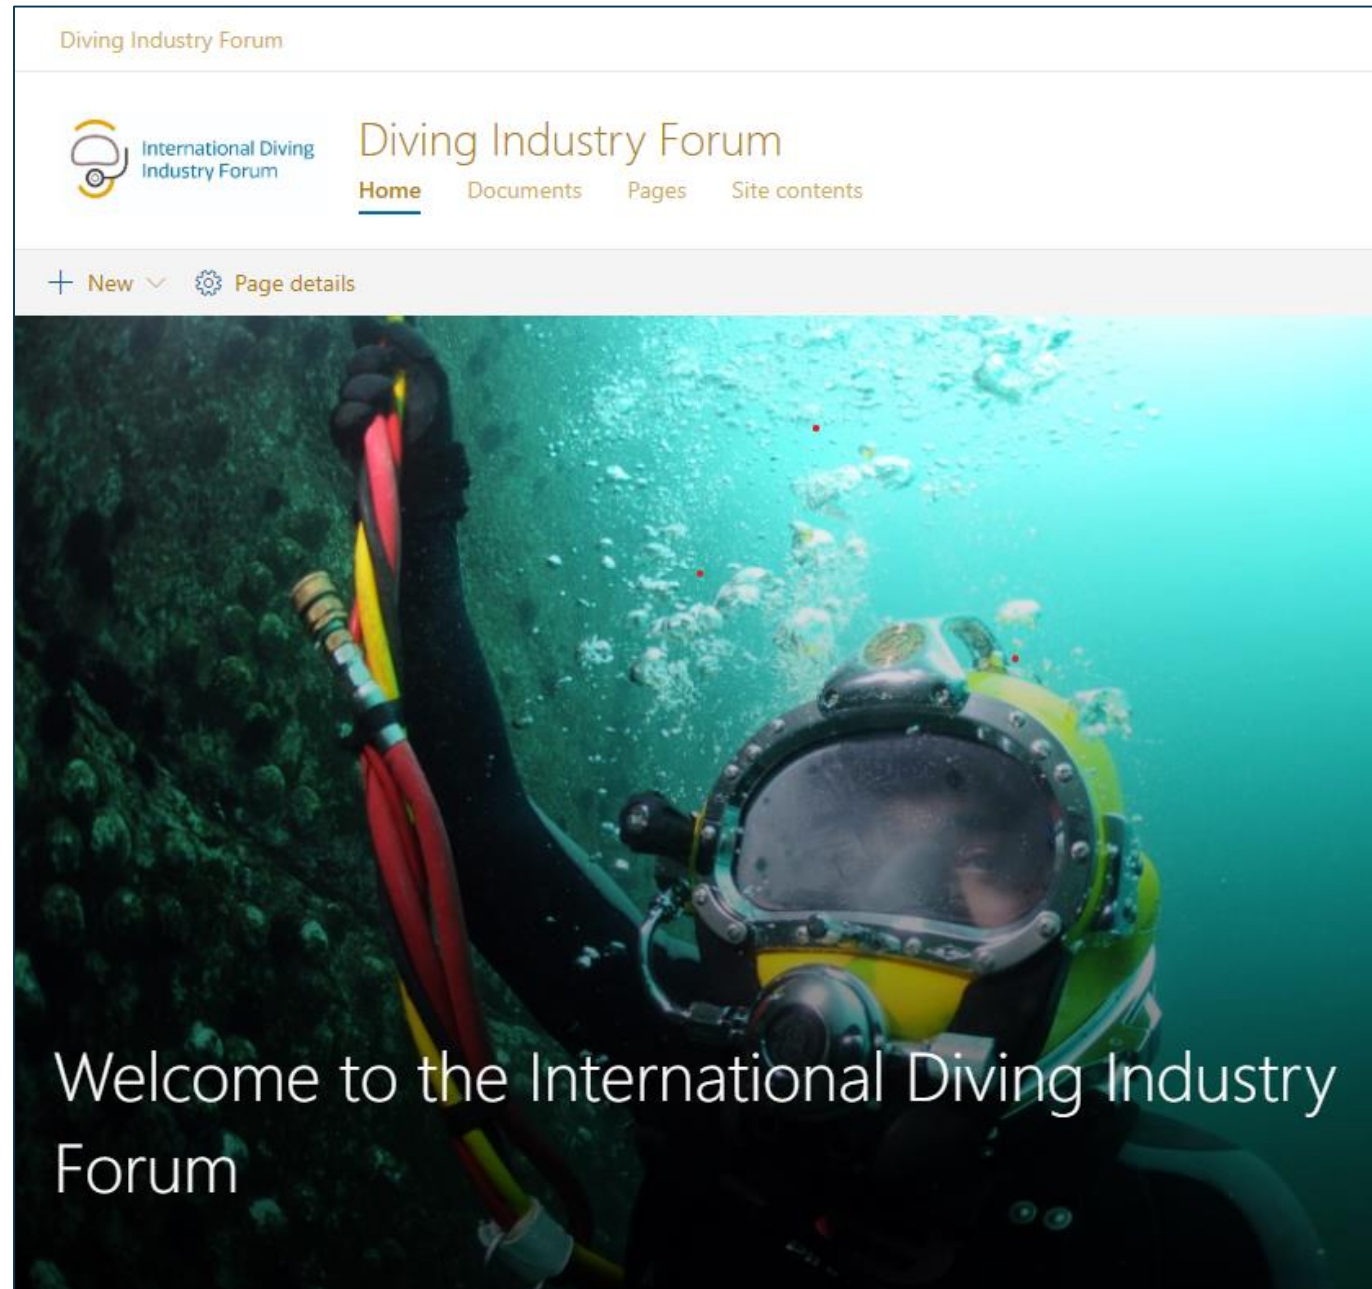 Diving Industry Forum
International Diving
Industry Forum
Diving Industry Forum
Home Documents Pages Site contents
New Page details
Welcome to the International Diving Industry
Forum